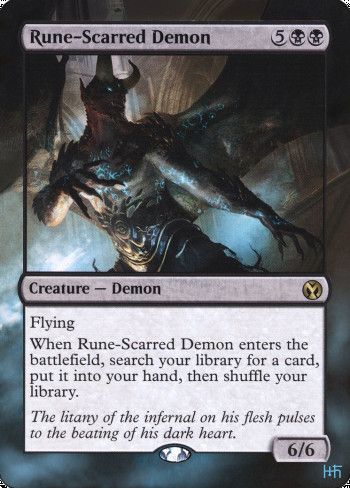 Rune-Scarred Demon 5
Creature — Demon
Flying
When Rune-Scarred Demon enters the
battlefield, search your library for a card,
put it into your hand, then shuffle your
library.
The litany of the infernal on his flesh pulses
to the beating of his dark heart.
6/6